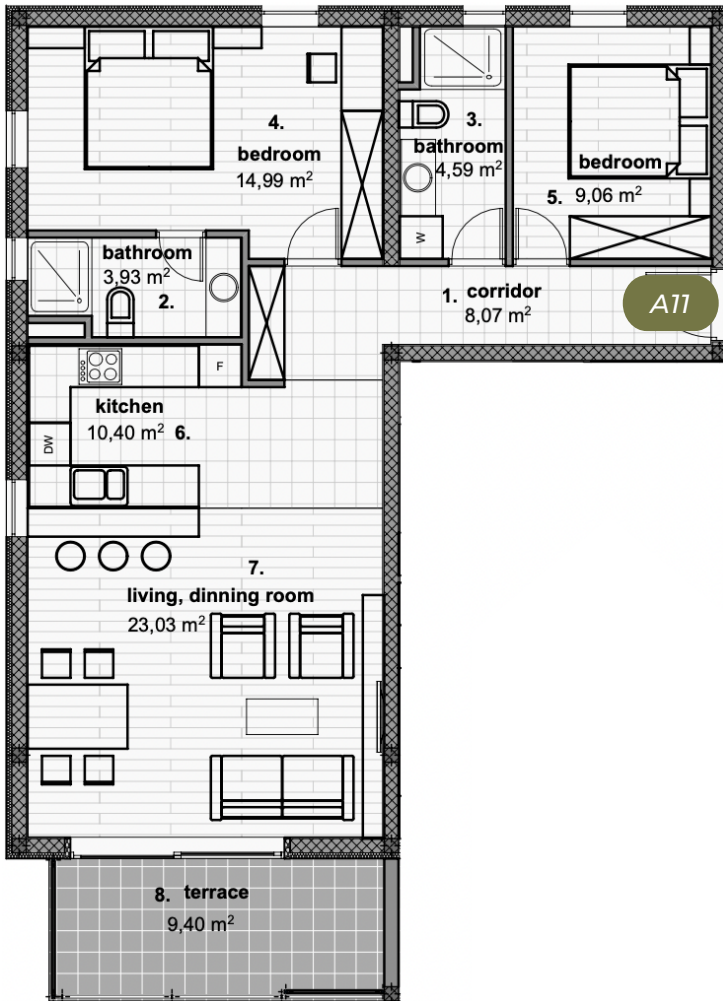 4.
bedroom
14,99 m²
3.
bathroom
4,59 m²
W
bedroom
5. 9,06 m²
bathroom
3,93 m²
2.
1. corridor
8,07 m²
A11
F
kitchen
10,40 m² 6.
DW
7.
living, dinning room
23,03 m²
8. terrace
9,40 m²